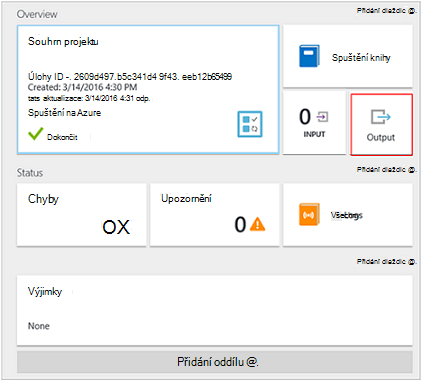 Overview
Přidání dlaždic @.
Souhrn projektu
Úlohy ID -. 2609d497.b5c341d4 9f43. eeb12b65499
Created: 3/14/2016 4:30 PM
tats aktualizace: 3/14/2016 4:31 odp.
Spuštění na Azure
Dokončit
Spuštění knihy
0
INPUT
Output
Status
Přidání dlaždic @.
Chyby
OX
Upozornění
0
Přidání dlaždic @.
Výjimky
None
Přidání oddílu @.